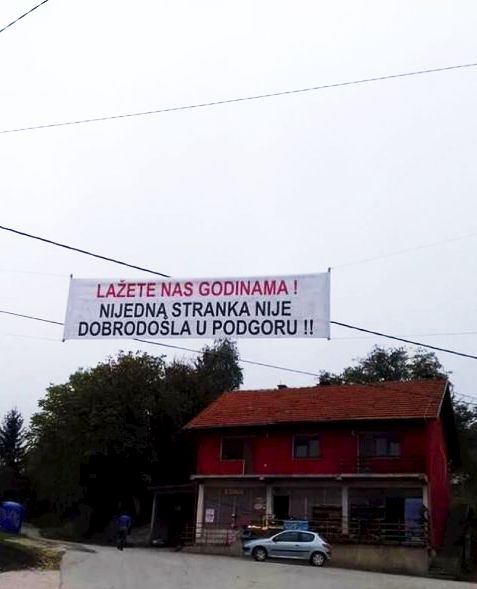 LAŽETE NAS GODINAMA !
NIJEDNA STRANKA NIJE
DOBRODOŠLA U PODGORU !!